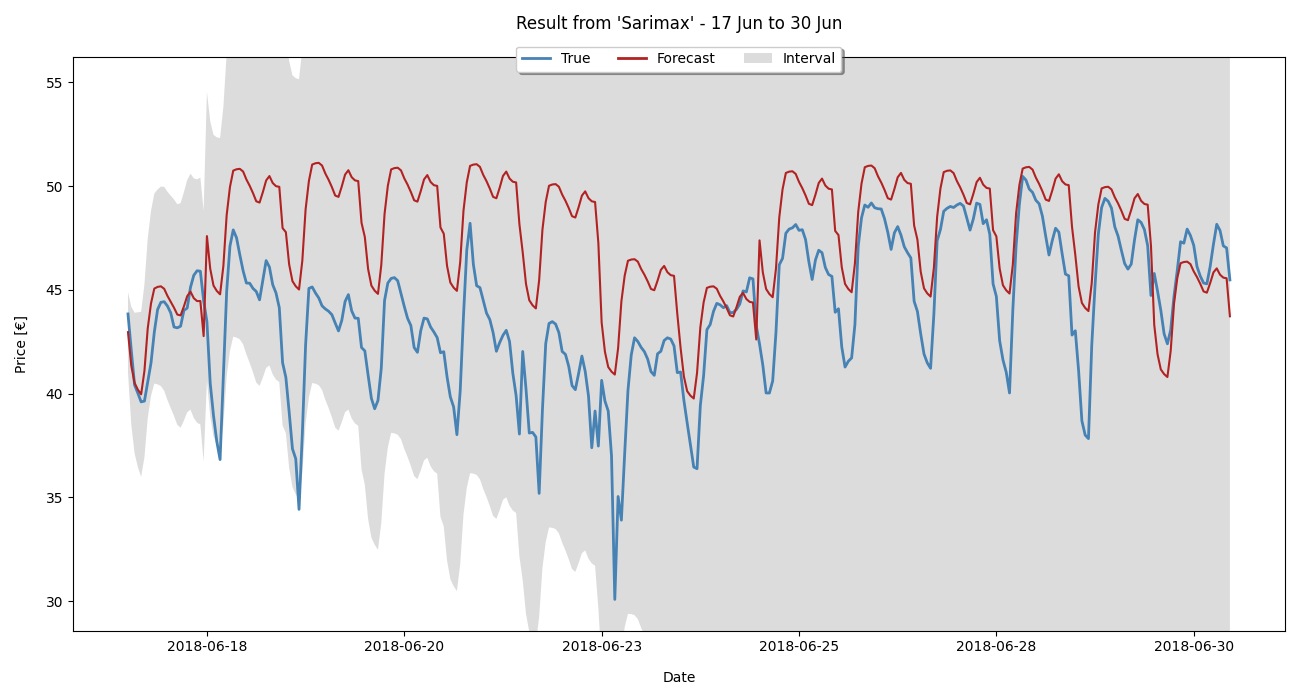 Result from 'Sarimax' - 17 Jun to 30 Jun
True Forecast Interval
Price [€]
55
50
45
40
35
30
2018-06-18 2018-06-20 2018-06-23 2018-06-25 2018-06-28 2018-06-30
Date